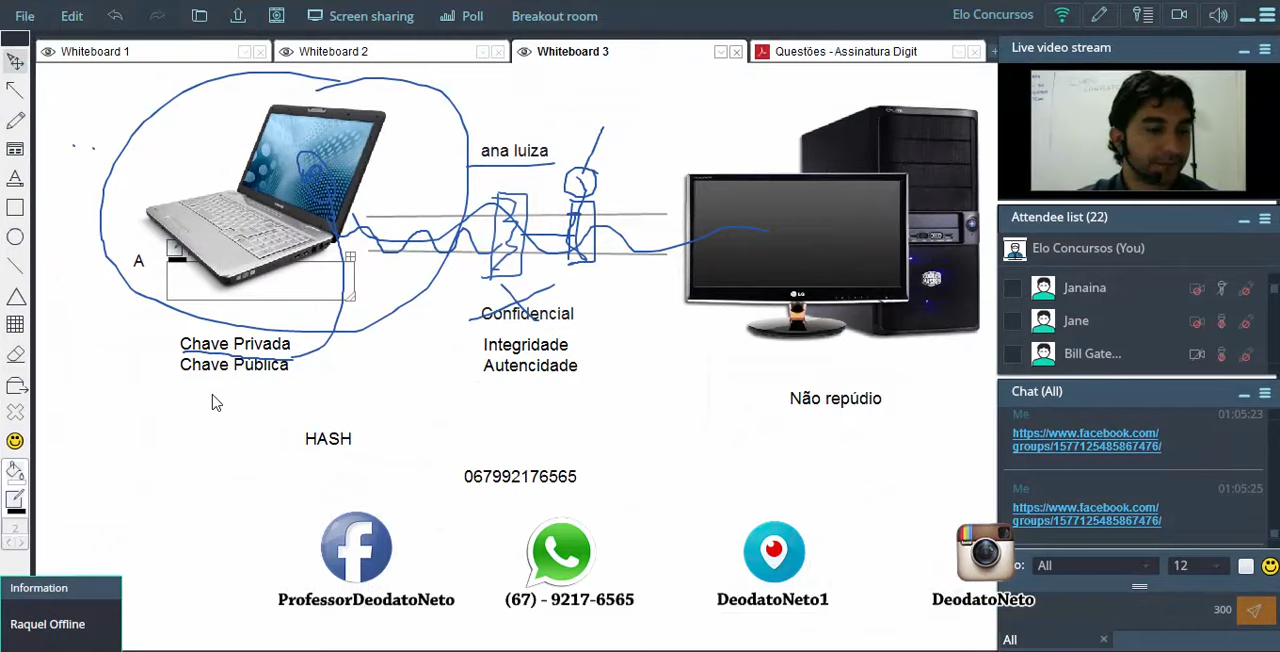 File Edit Screen sharing Poll Breakout room Elo Concursos
Whiteboard 1 Whiteboard 2 Whiteboard 3 Questões - Assinatura Digit
Live video stream
Attendee list (22)
Elo Concursos (You)
Janaina
Jane
Bill Gate...
Chat (All)
Me 01:05:23
https://www.facebook.com/
groups/1577125485867476/
Me 01:05:25
https://www.facebook.com/
groups/1577125485867476/
o: All 12
300
All
ana luiza
A
LG
Confidencial
Integridade
Autencidade
Chave Privada
Chave Pública
Não repúdio
HASH
067992176565
ProfessorDeodatoNeto (67) - 9217-6565 DeodatoNeto1 DeodatoNeto
2
Information
Raquel Offline